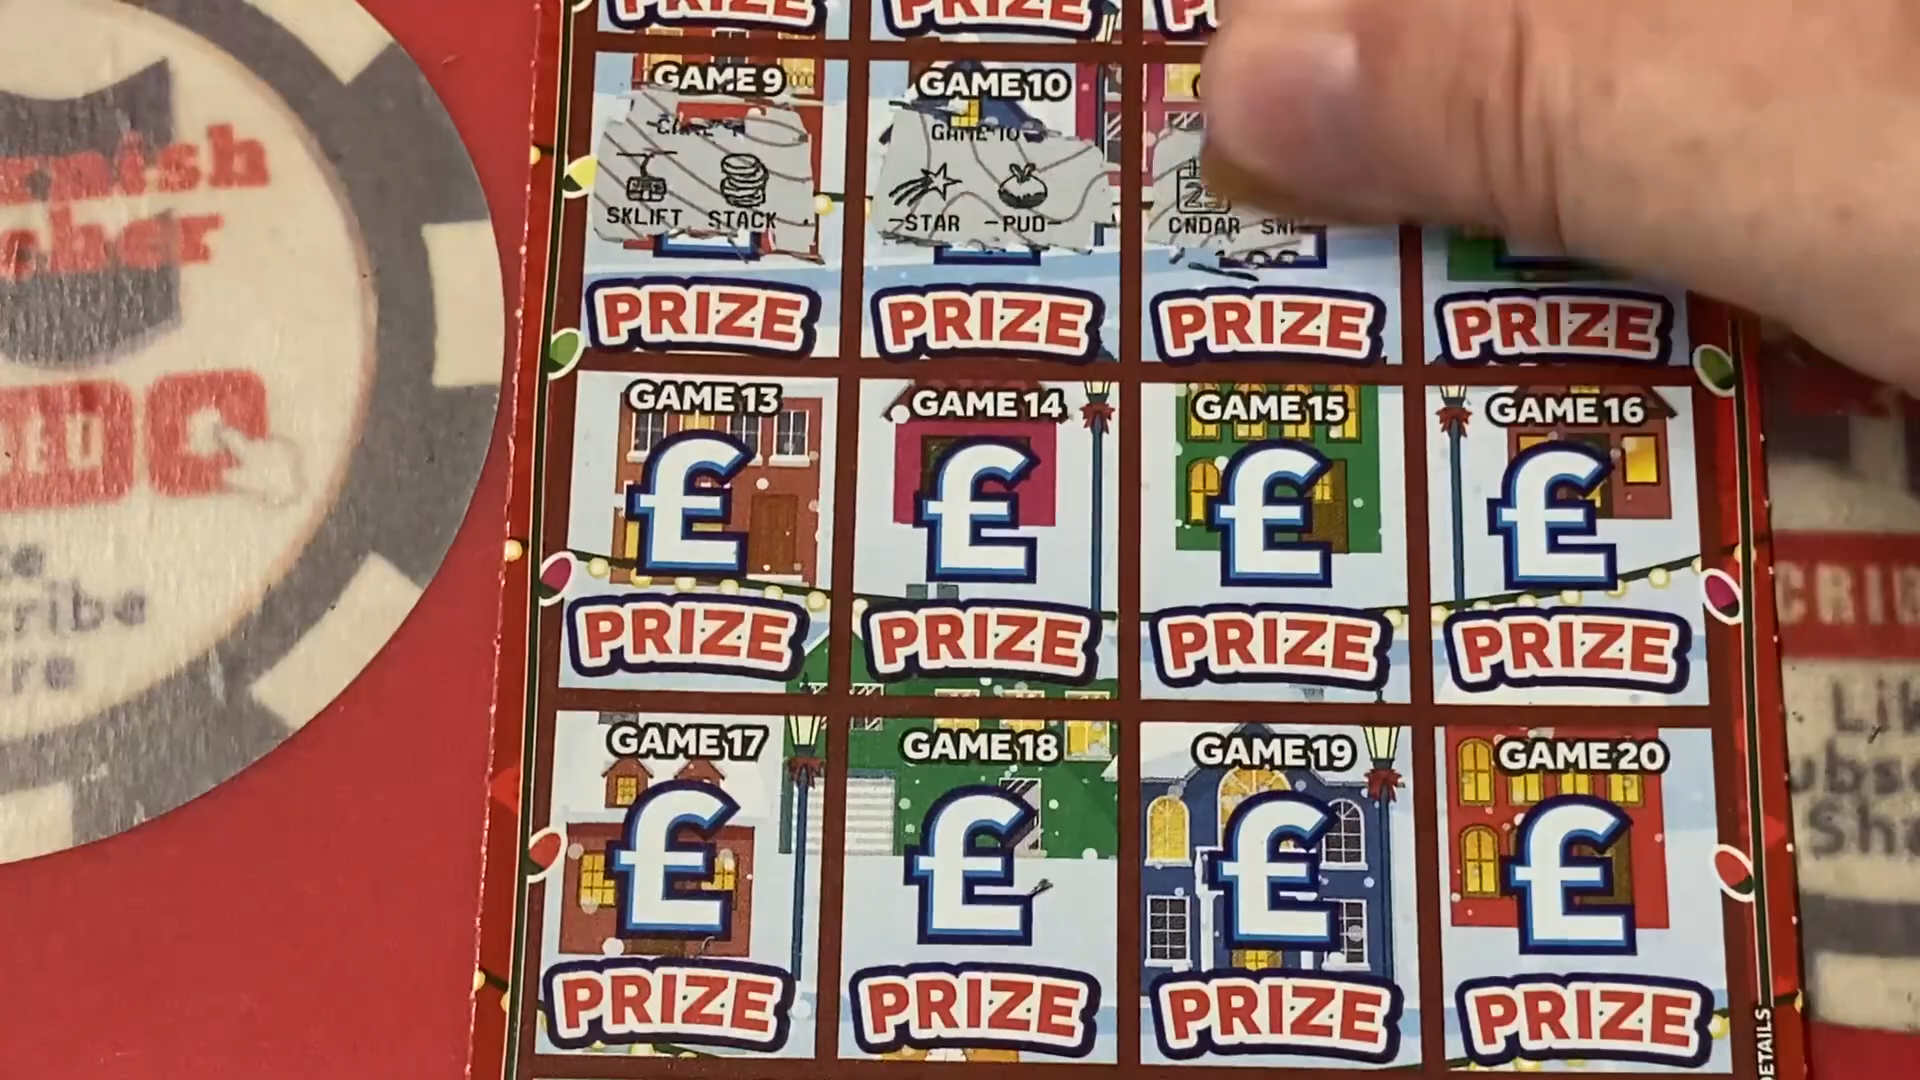 PRIZE PRIZE
GAME 9 GAME 10
GAME 10
SKLIFT STACK -STAR -PUD- 25 CNDAR
PRIZE PRIZE PRIZE PRIZE
GAME 13 GAME 14 GAME 15 GAME 16
£ £ £ £
PRIZE PRIZE PRIZE PRIZE
GAME 17 GAME 18 GAME 19 GAME 20
£ £ £ £
PRIZE PRIZE PRIZE PRIZE